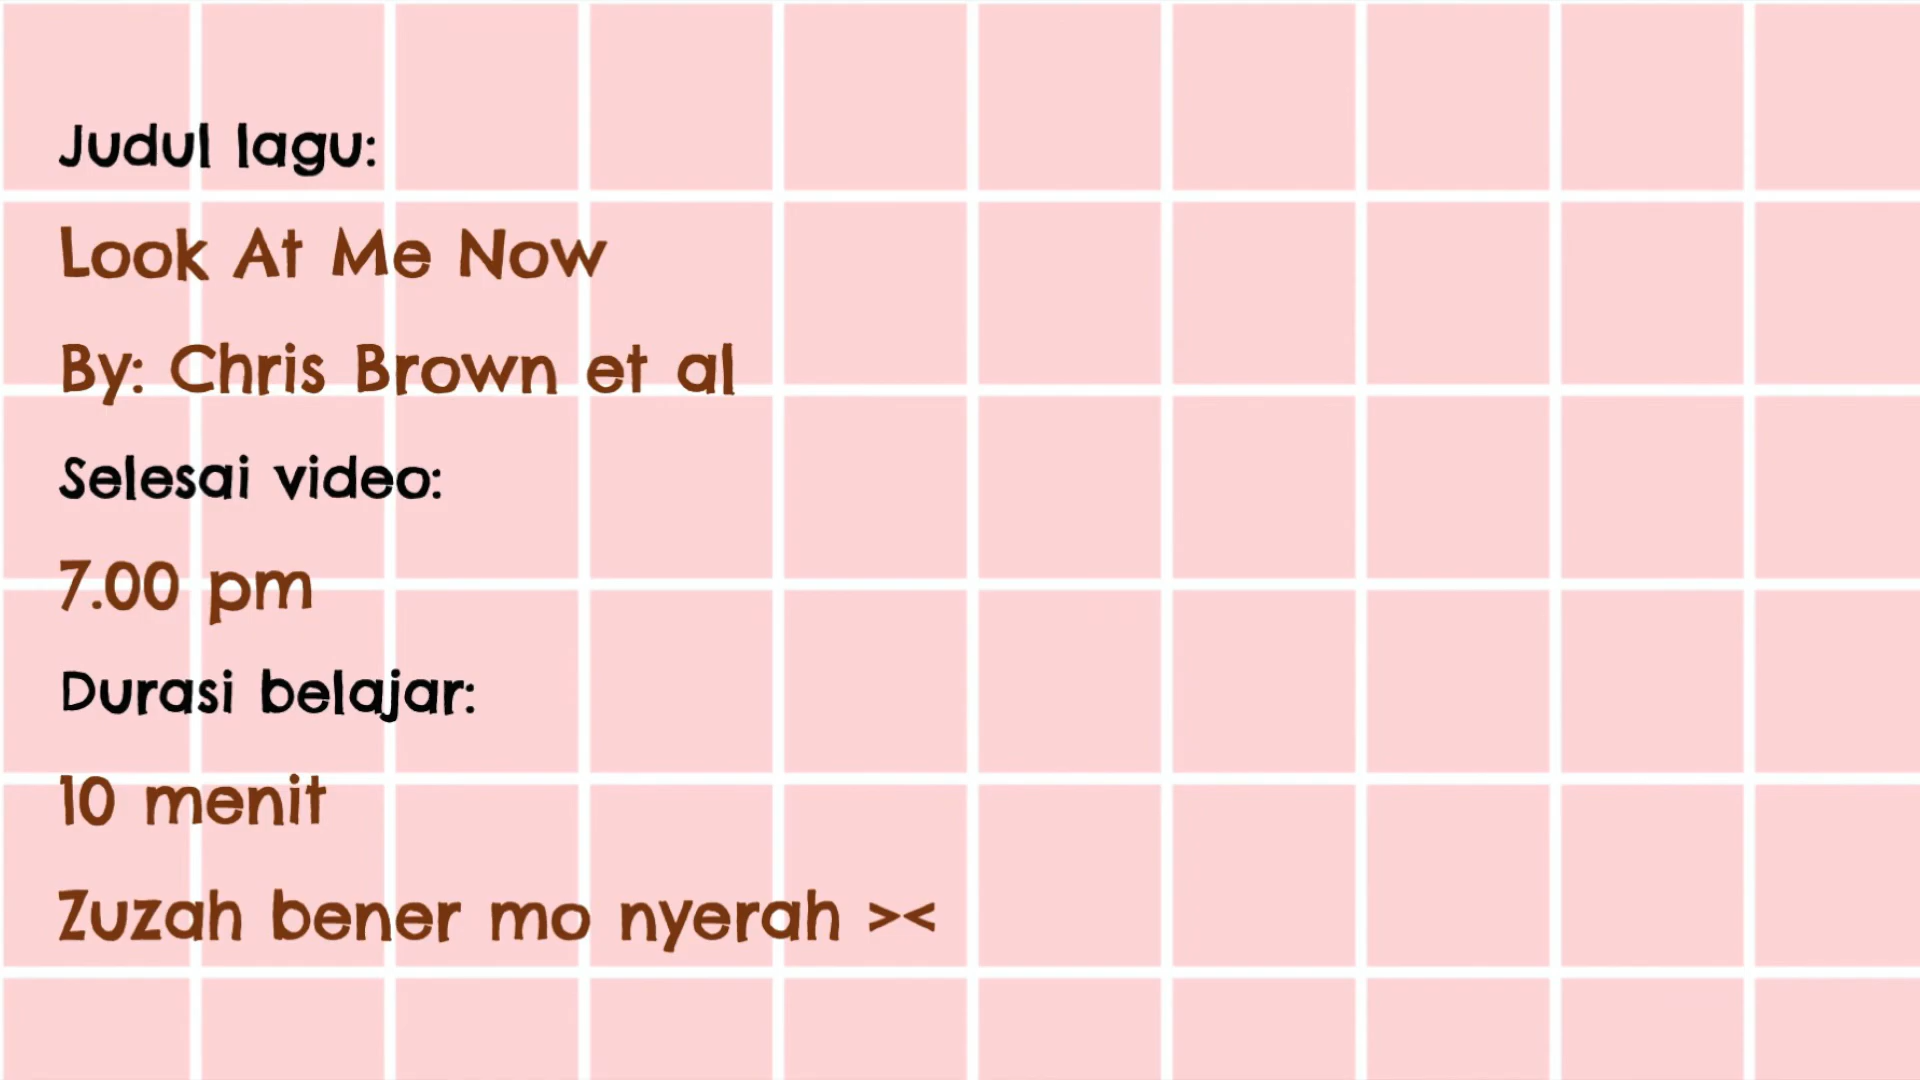 Judul lagu:
Look At Me Now
By: Chris Brown et al
Selesai video:
7.00 pm
Durasi belajar:
10 menit
Zuzah bener mo nyerah ><